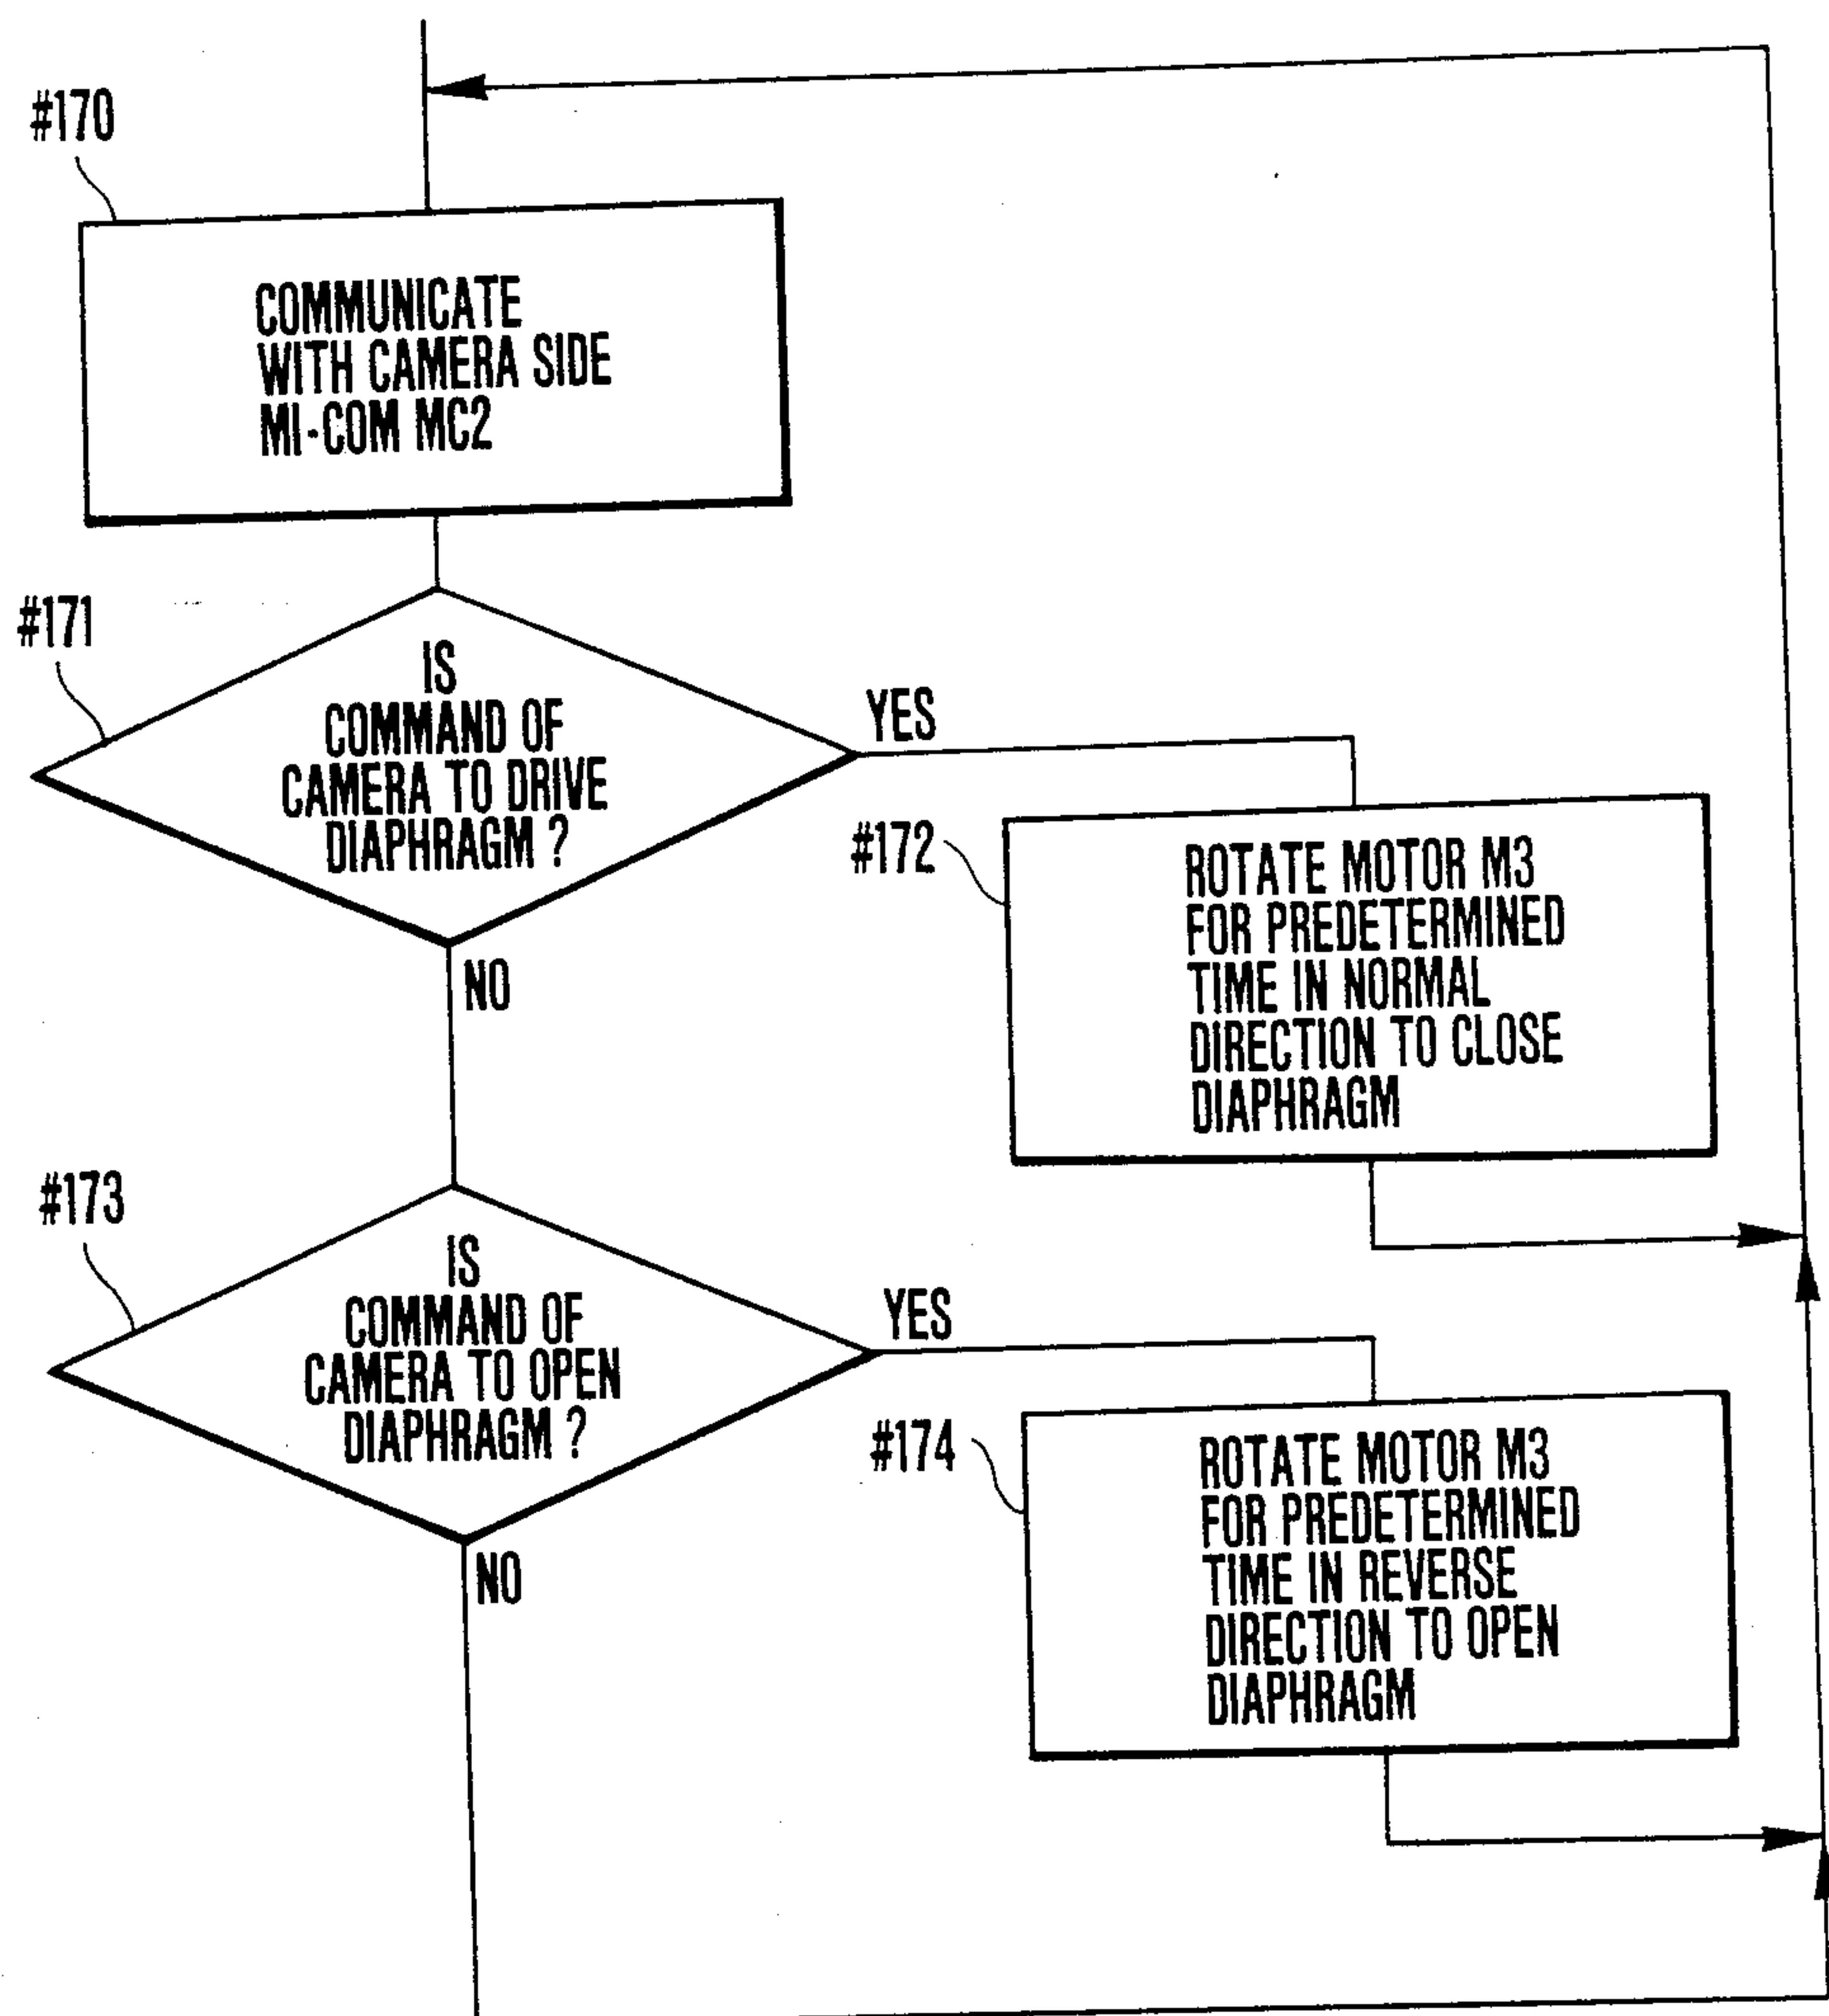 #170
COMMUNICATE
WITH CAMERA SIDE
MI-COM MC2
#171
IS
COMMAND OF
CAMERA TO DRIVE
DIAPHRAGM ?
YES
NO
#172
ROTATE MOTOR M3
FOR PREDETERMINED
TIME IN NORMAL
DIRECTION TO CLOSE
DIAPHRAGM
#173
IS
COMMAND OF
CAMERA TO OPEN
DIAPHRAGM ?
YES
NO
#174
ROTATE MOTOR M3
FOR PREDETERMINED
TIME IN REVERSE
DIRECTION TO OPEN
DIAPHRAGM